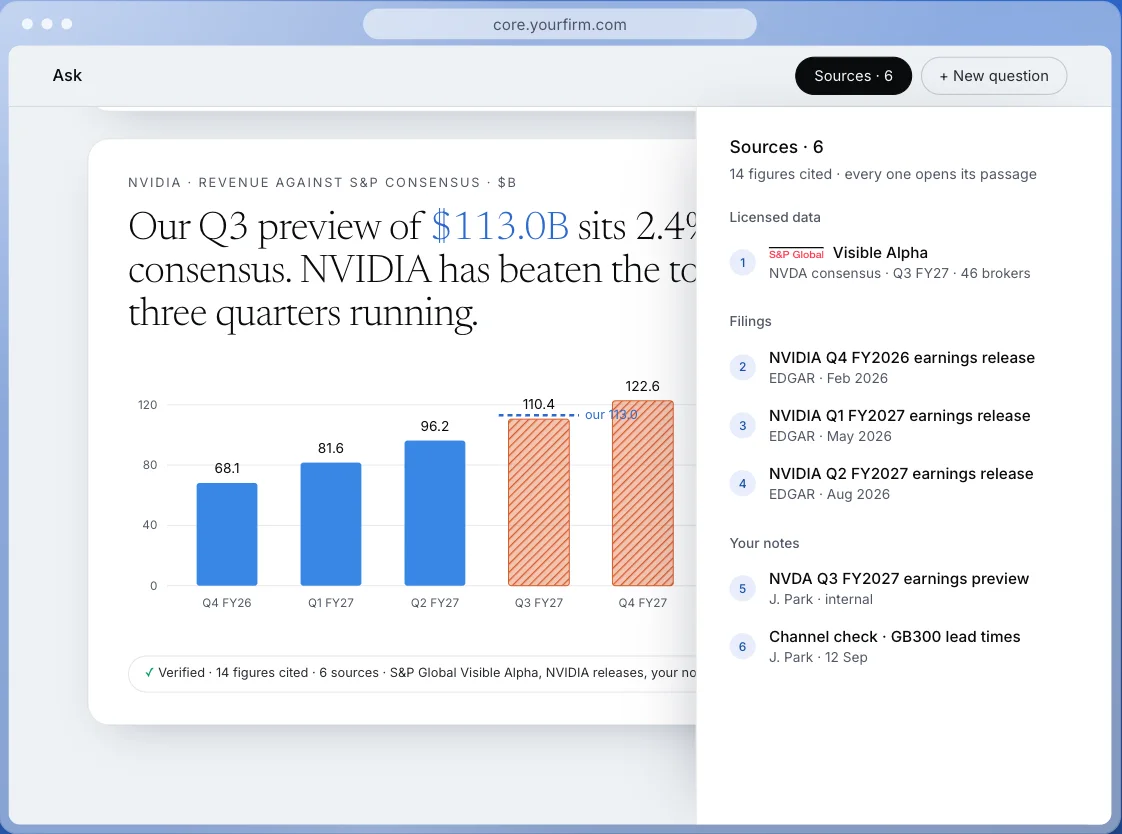 core.yourfirm.com
Ask
Sources · 6
+ New question
NVIDIA · REVENUE AGAINST S&P CONSENSUS · $B
Our Q3 preview of $113.0B sits 2.4%
consensus. NVIDIA has beaten the to
three quarters running.
120
80
40
0
68.1
81.6
96.2
110.4
our 113.0
122.6
Q4 FY26
Q1 FY27
Q2 FY27
Q3 FY27
Q4 FY27
✓ Verified · 14 figures cited · 6 sources · S&P Global Visible Alpha, NVIDIA releases, your no
Sources · 6
14 figures cited · every one opens its passage
Licensed data
1
S&P Global Visible Alpha
NVDA consensus · Q3 FY27 · 46 brokers
Filings
2
NVIDIA Q4 FY2026 earnings release
EDGAR · Feb 2026
3
NVIDIA Q1 FY2027 earnings release
EDGAR · May 2026
4
NVIDIA Q2 FY2027 earnings release
EDGAR · Aug 2026
Your notes
5
NVDA Q3 FY2027 earnings preview
J. Park · internal
6
Channel check · GB300 lead times
J. Park · 12 Sep